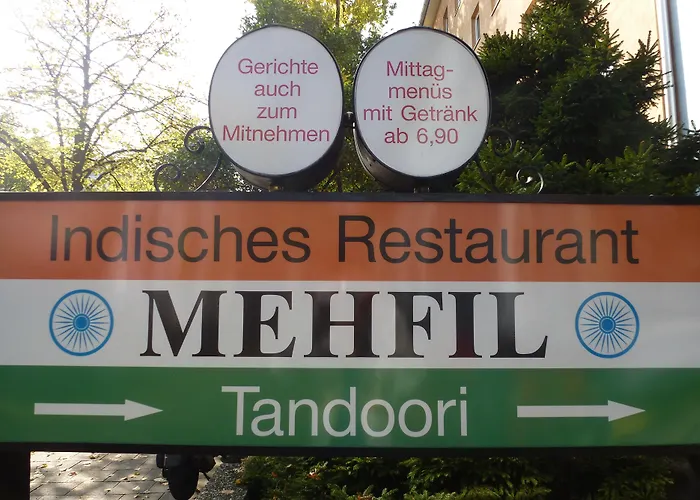 Gerichte
auch
zum
Mitnehmen
Mittag-
menüs
mit Getränk
ab 6,90
Indisches Restaurant
MEHFIL
Tandoori